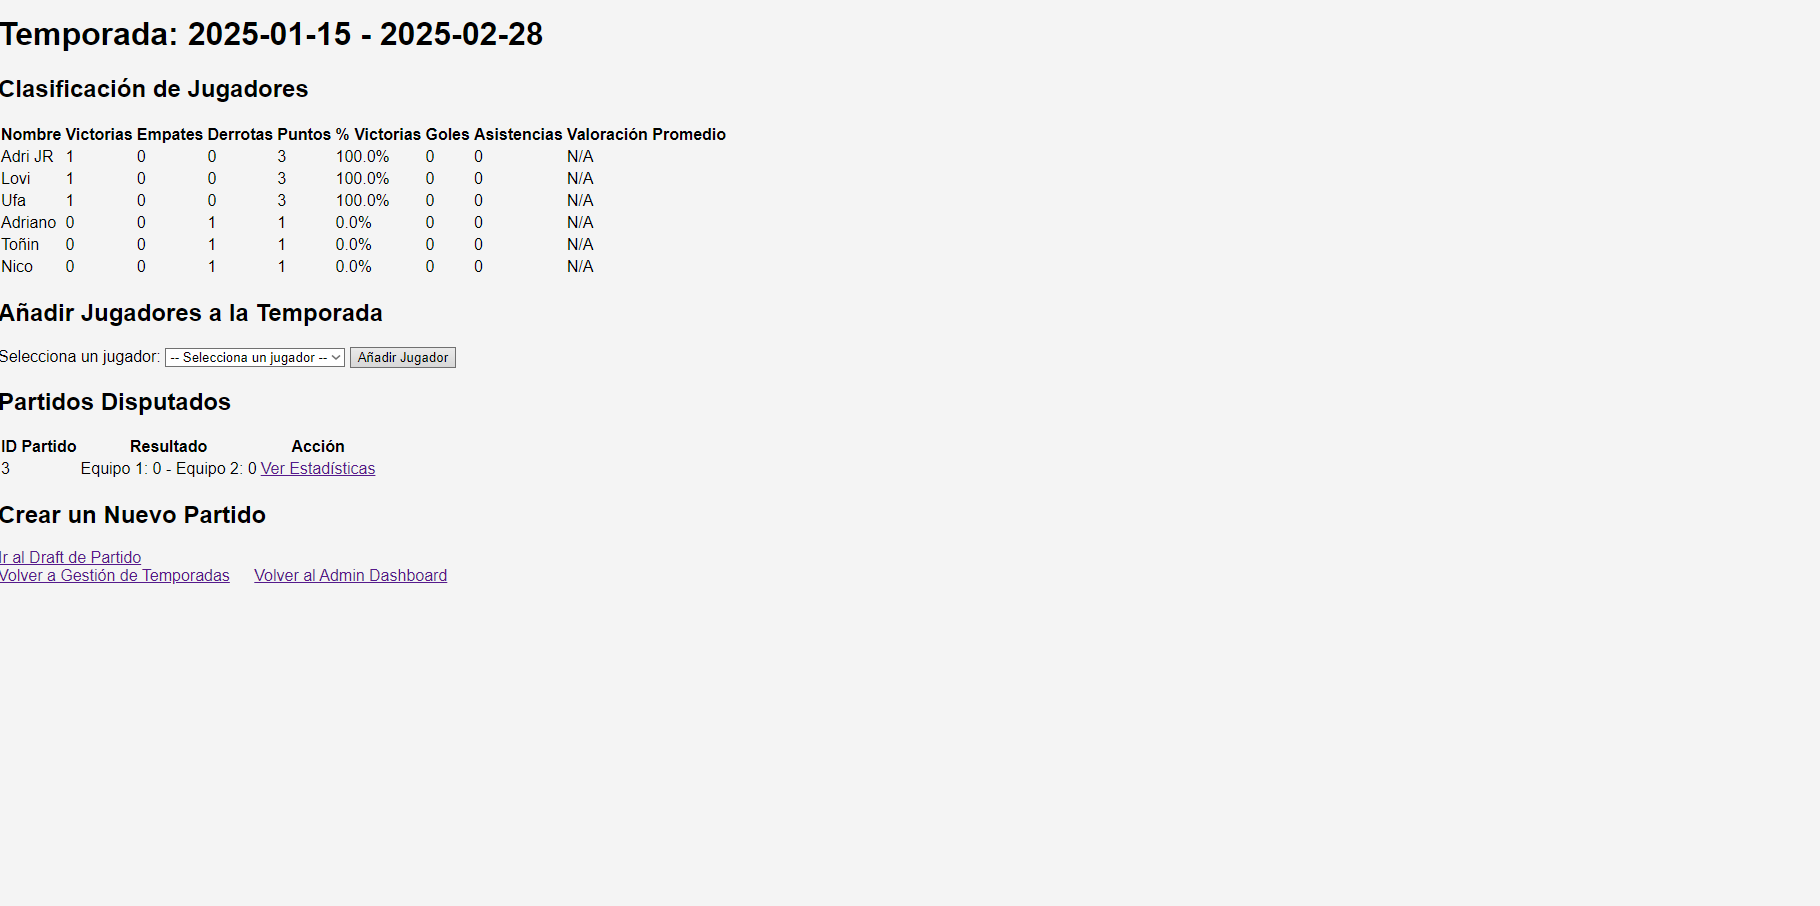 Temporada: 2025-01-15 - 2025-02-28
Clasificación de Jugadores
Nombre Victorias Empates Derrotas Puntos % Victorias Goles Asistencias Valoración Promedio
Adri JR 1 0 0 3 100.0% 0 0 N/A
Lovi 1 0 0 3 100.0% 0 0 N/A
Ufa 1 0 0 3 100.0% 0 0 N/A
Adriano 0 0 1 1 0.0% 0 0 N/A
Toñin 0 0 1 1 0.0% 0 0 N/A
Nico 0 0 1 1 0.0% 0 0 N/A
Añadir Jugadores a la Temporada
Selecciona un jugador: -- Selecciona un jugador -- Añadir Jugador
Partidos Disputados
ID Partido Resultado Acción
3 Equipo 1: 0 - Equipo 2: 0 Ver Estadísticas
Crear un Nuevo Partido
Ir al Draft de Partido
Volver a Gestión de Temporadas Volver al Admin Dashboard